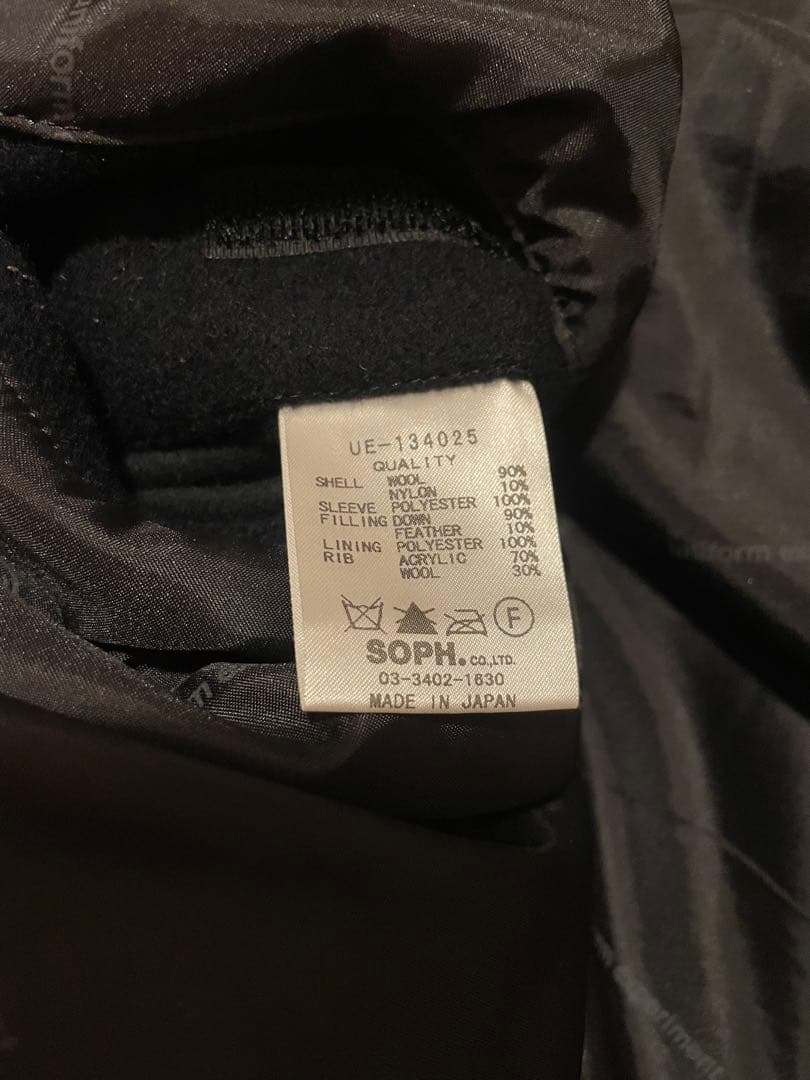 uniform
UE-134025
QUALITY
SHELL WOOL 90%
NYLON 10%
SLEEVE POLYESTER 100%
FILLING DOWN 90%
FEATHER 10%
LINING POLYESTER 100%
RIB ACRYLIC 70%
WOOL 30%
F
SOPH. CO.,LTD.
03-3402-1630
MADE IN JAPAN